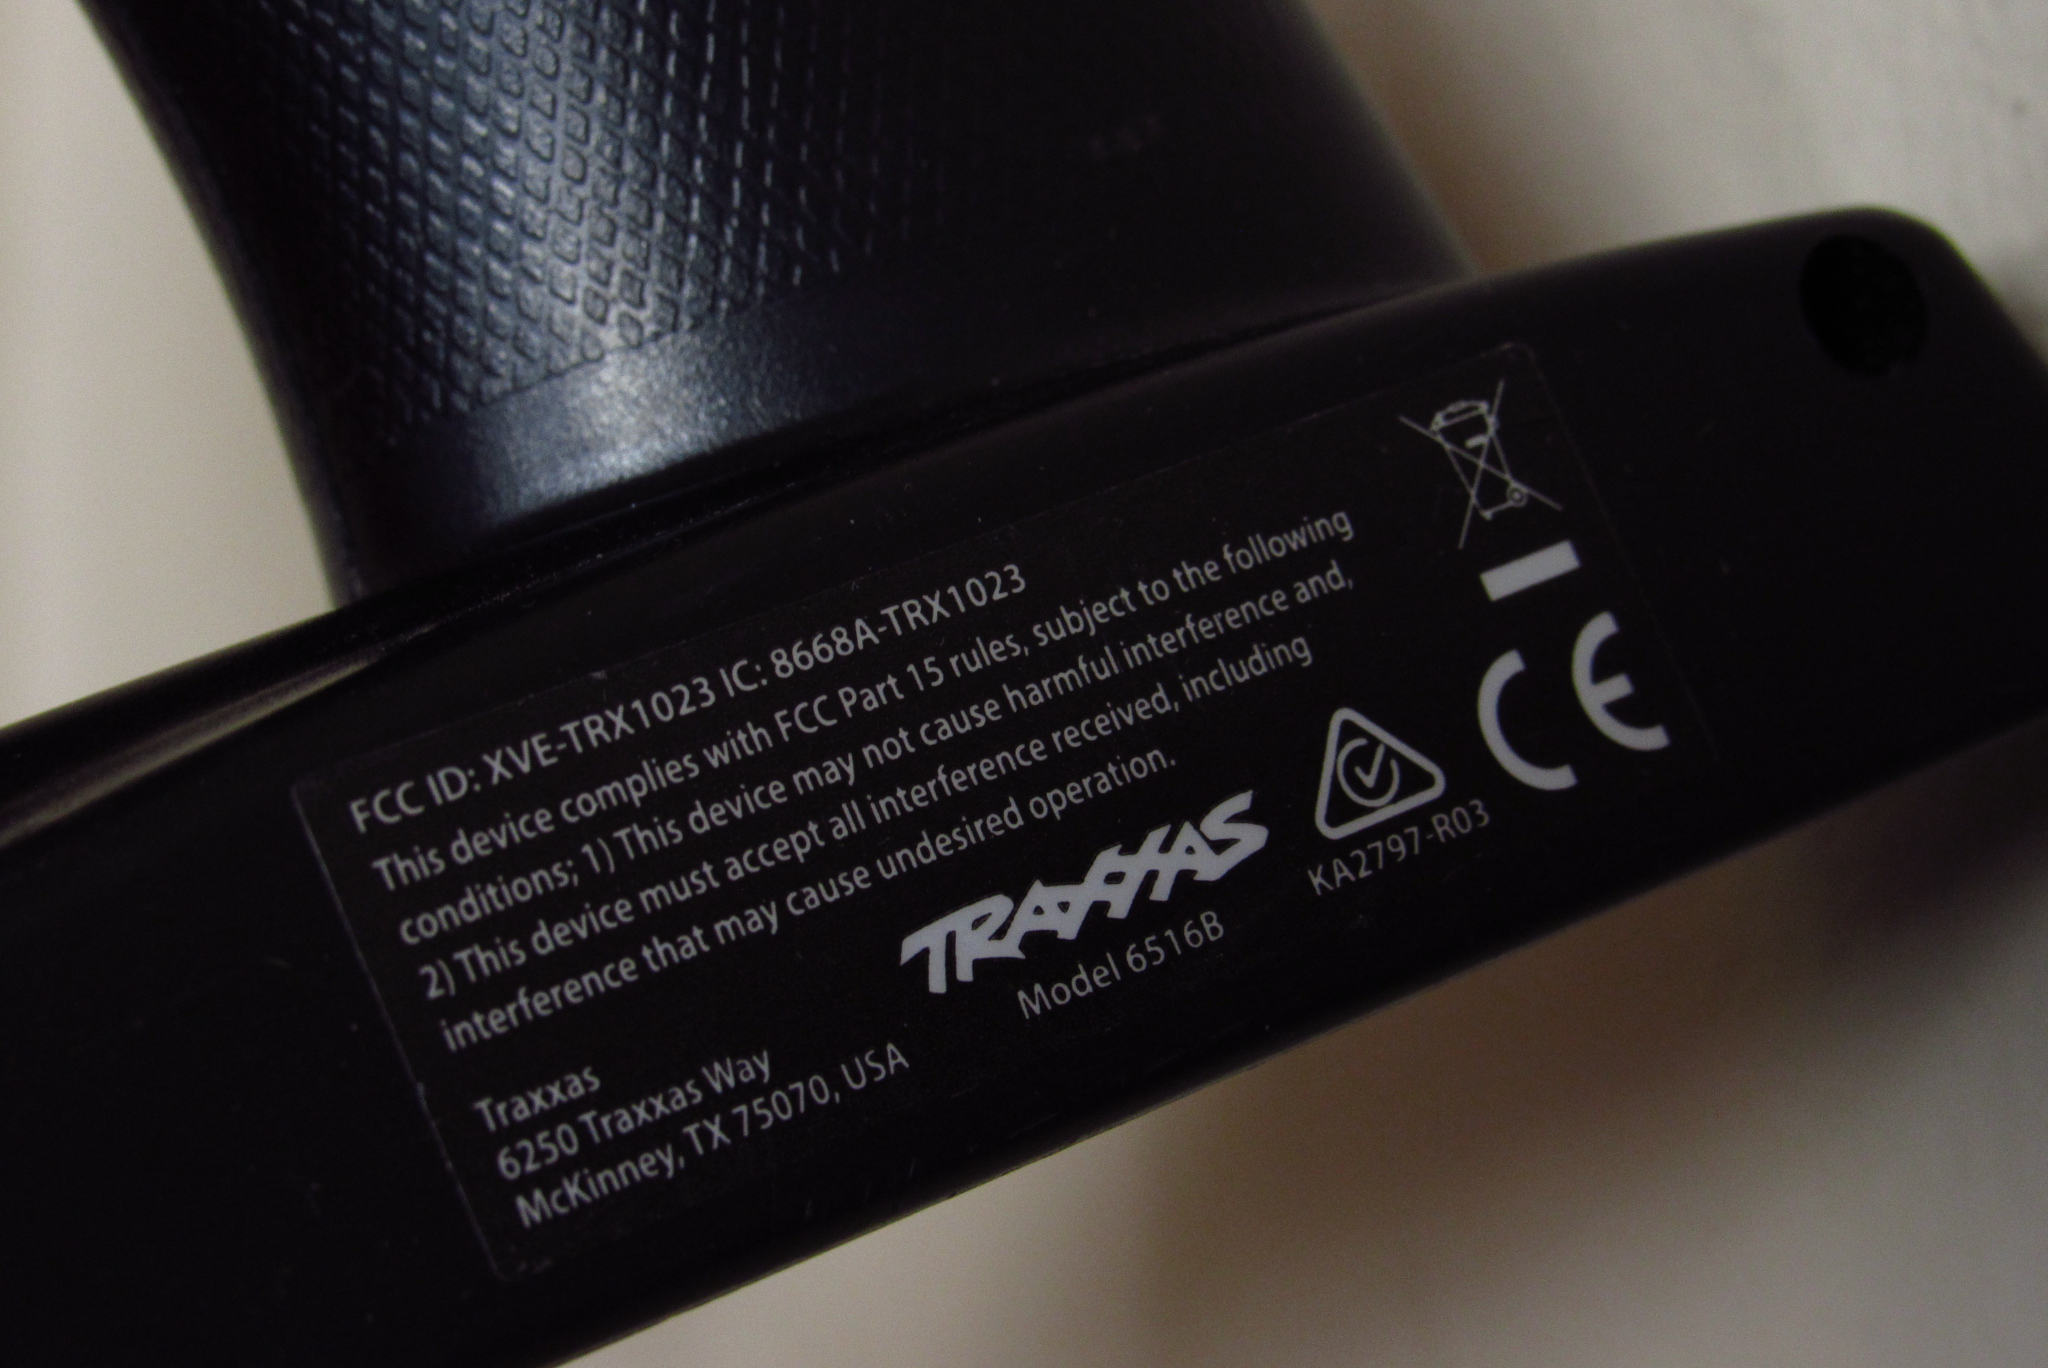 FCC ID: XVE-TRX1023 IC: 8668A-TRX1023
This device complies with FCC Part 15 rules, subject to the following
conditions; 1) This device may not cause harmful interference and,
2) This device must accept all interference received, including
interference that may cause undesired operation.
Traxxas
6250 Traxxas Way
McKinney, TX 75070, USA
TRAXXAS
Model 6516B
KA2797-R03
CE